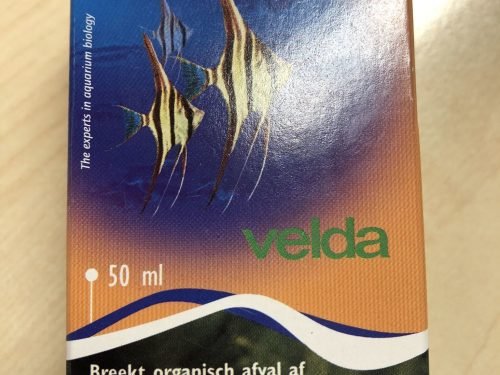 The experts in aquarium biology
velda
50 ml
Breekt organisch afval af